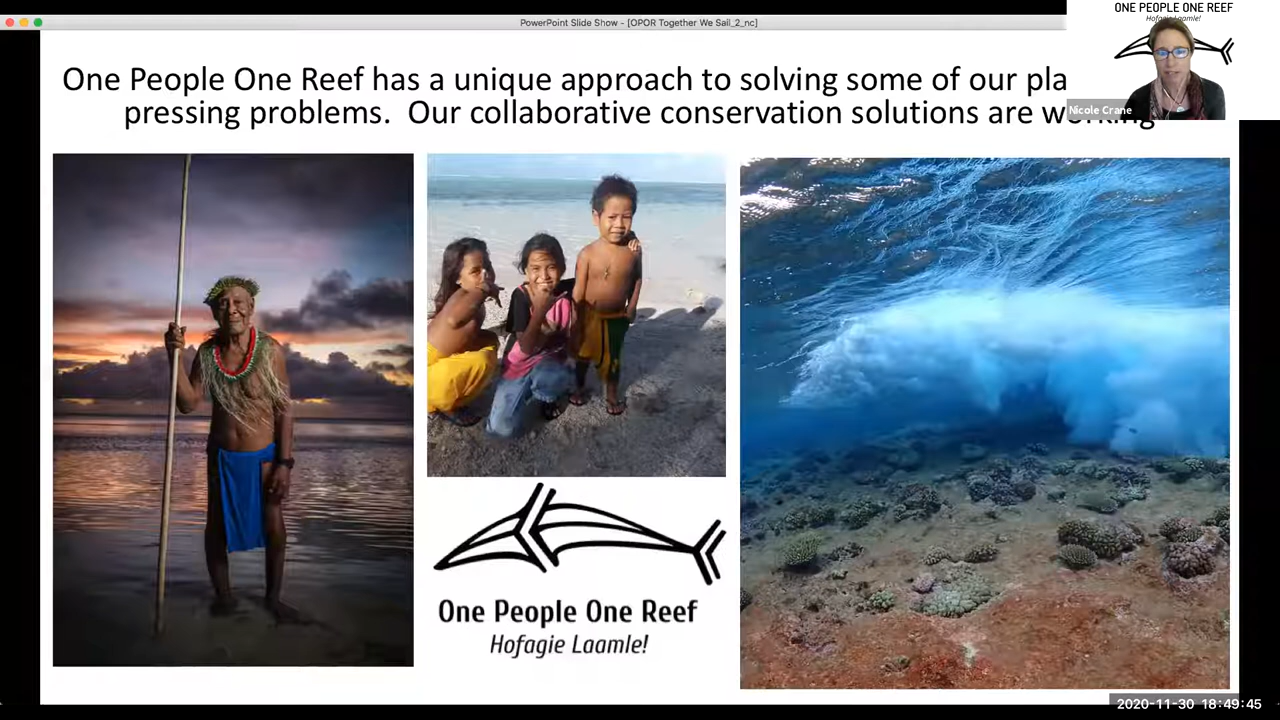 PowerPoint Slide Show - [OPOR Together We Sail_2_nc]
ONE PEOPLE ONE REEF
Hofagie Laamle!
Nicole Crane
One People One Reef has a unique approach to solving some of our pla
pressing problems. Our collaborative conservation solutions are working
One People One Reef
Hofagie Laamle!
2020-11-30 18:49:45